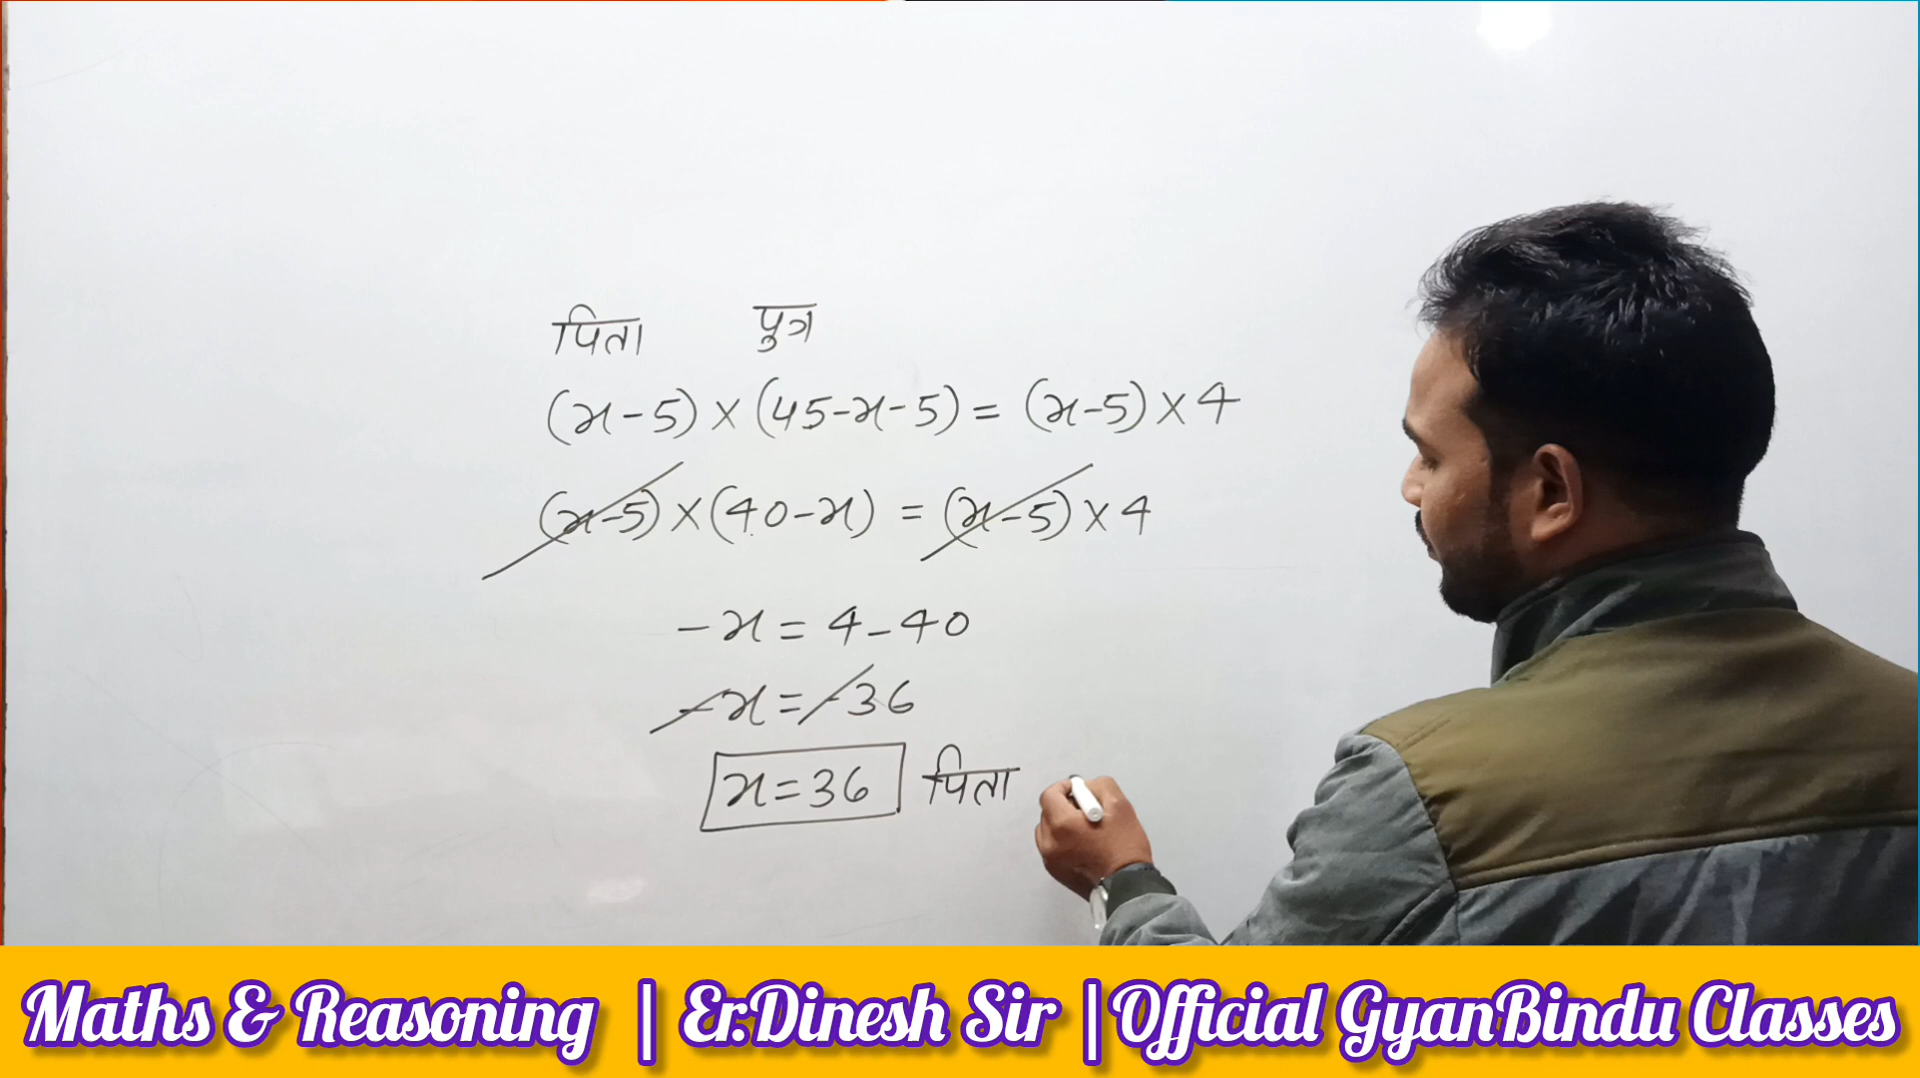 पिता पुत्र
(x-5)×(45-x-5)=(x-5)×4
(x-5)×(40-x)=(x-5)×4
-x=4-40
-x=-36
x=36 पिता
Maths & Reasoning | Er.Dinesh Sir | Official GyanBindu Classes